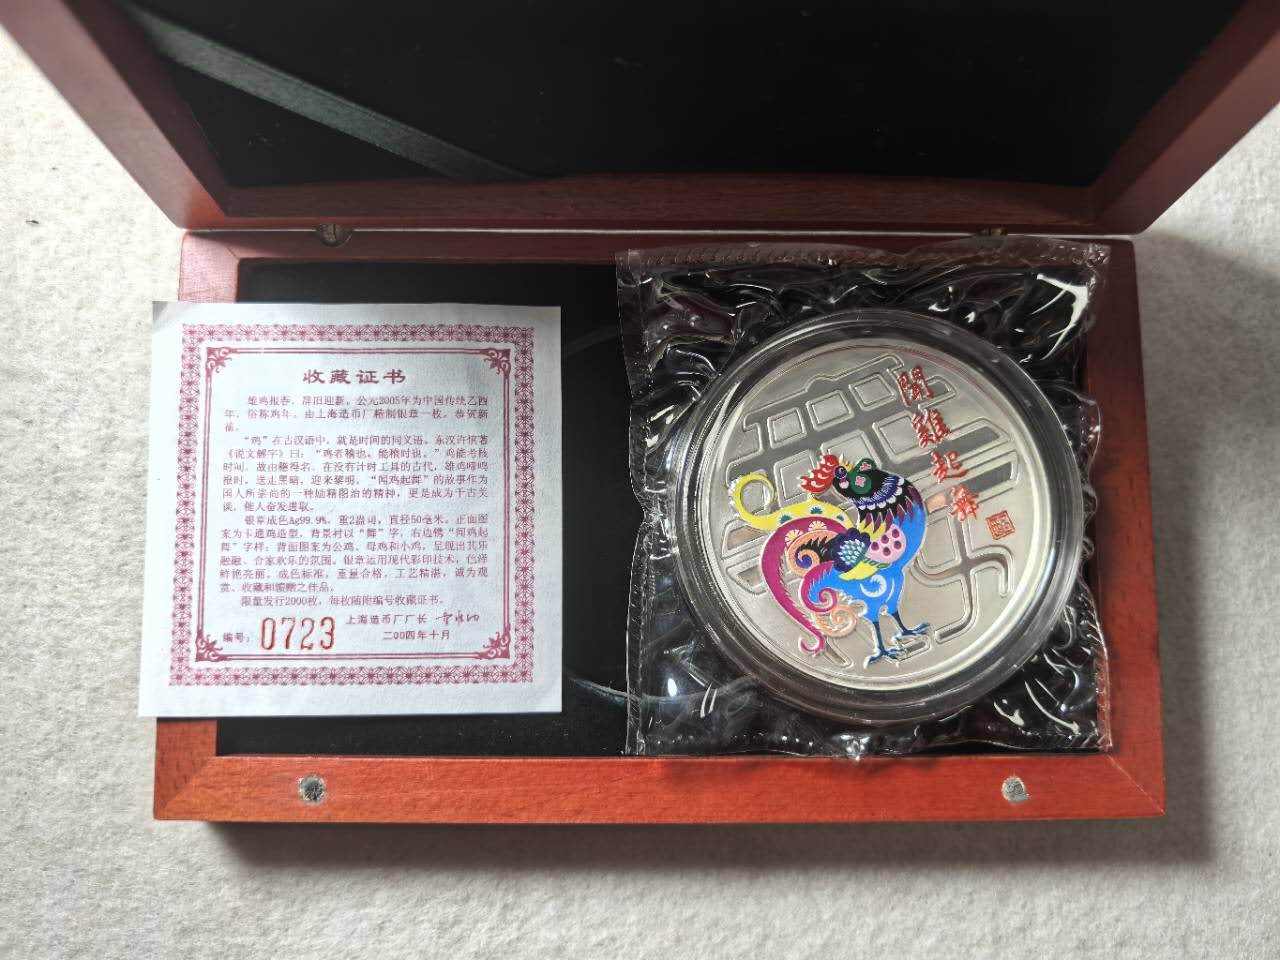 收藏证书
雄鸡报春，辞旧迎新。公元2005年为中国传统乙酉
年，俗称鸡年。由上海造币厂精制银章一枚。恭贺新
禧。
“鸡”在古汉语中，就是时间的同义语。东汉许慎著
《说文解字》曰：“鸡者稽也，能稽时也。”鸡能考核
时间，故由稽得名。在没有计时工具的古代，雄鸡啼鸣
报时，送走黑暗，迎来黎明。“闻鸡起舞”的故事作为
国人所崇尚的一种励精图治的精神，更是成为千古美
谈，催人奋发进取。
银章成色Ag99.9%，重2盎司，直径50毫米。正面图
案为卡通鸡造型，背景衬以“舞”字，右边镌“闻鸡起
舞”字样；背面图案为公鸡、母鸡和小鸡，呈现出其乐
融融、合家欢乐的氛围。银章运用现代彩印技术，色泽
鲜艳亮丽，成色标准，重量合格，工艺精湛，诚为观
赏、收藏和馈赠之佳品。
限量发行2000枚，每枚随附编号收藏证书。
上海造币厂厂长
编号：0723 二00四年十月
聞雞起舞